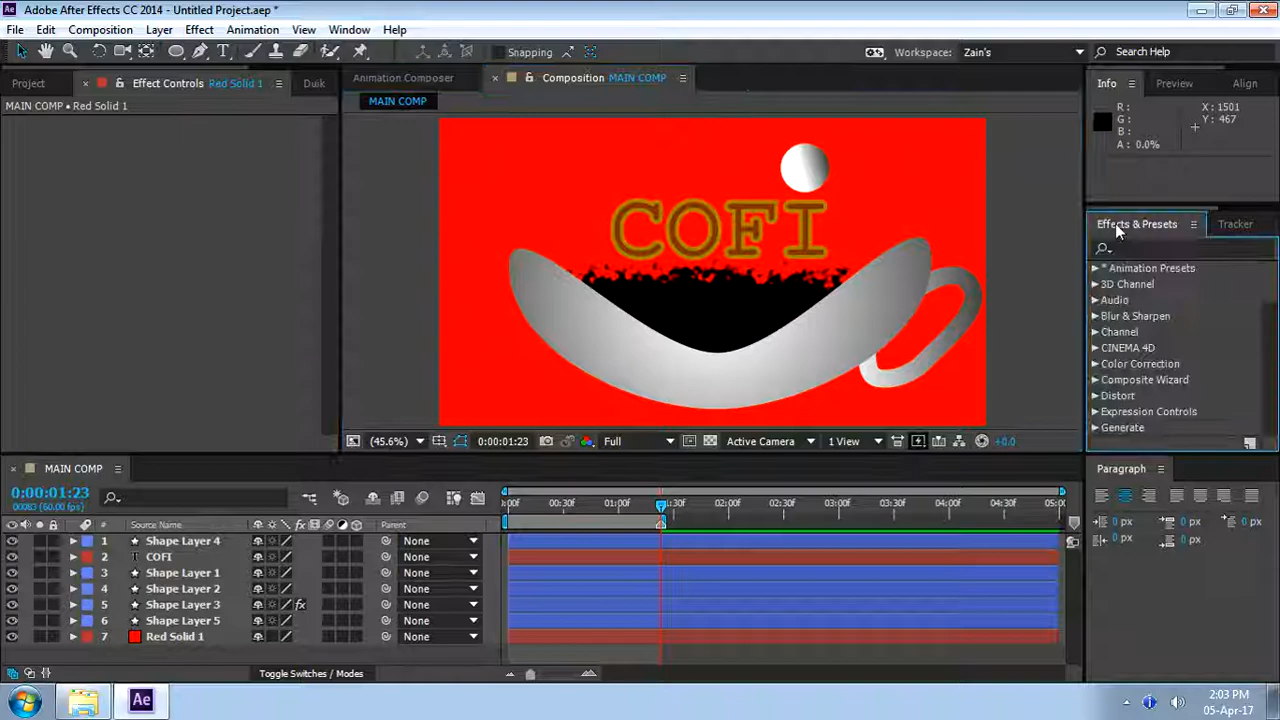 Adobe After Effects CC 2014 - Untitled Project.aep *
File Edit Composition Layer Effect Animation View Window Help
Snapping Workspace: Zain's Search Help
Project Effect Controls Red Solid 1 Duik
MAIN COMP • Red Solid 1
Animation Composer Composition MAIN COMP
MAIN COMP
COFI
(45.6%) 0:00:01:23 Full Active Camera 1 View +0.0
Info Preview Align
R : X : 1501
G : Y : 467
B :
A : 0.0%
Effects & Presets Tracker
* Animation Presets
3D Channel
Audio
Blur & Sharpen
Channel
CINEMA 4D
Color Correction
Composite Wizard
Distort
Expression Controls
Generate
MAIN COMP
0:00:01:23
00083 (60.00 fps)
:00f 00:30f 01:00f 1:30f 02:00f 02:30f 03:00f 03:30f 04:00f 04:30f 05:0
# Source Name Parent
1 Shape Layer 4 None
2 T COFI None
3 Shape Layer 1 None
4 Shape Layer 2 None
5 Shape Layer 3 fx None
6 Shape Layer 5 None
7 Red Solid 1 None
Toggle Switches / Modes
Paragraph
0 px 0 px 0 px
0 px 0 px
Ae
2:03 PM
05-Apr-17